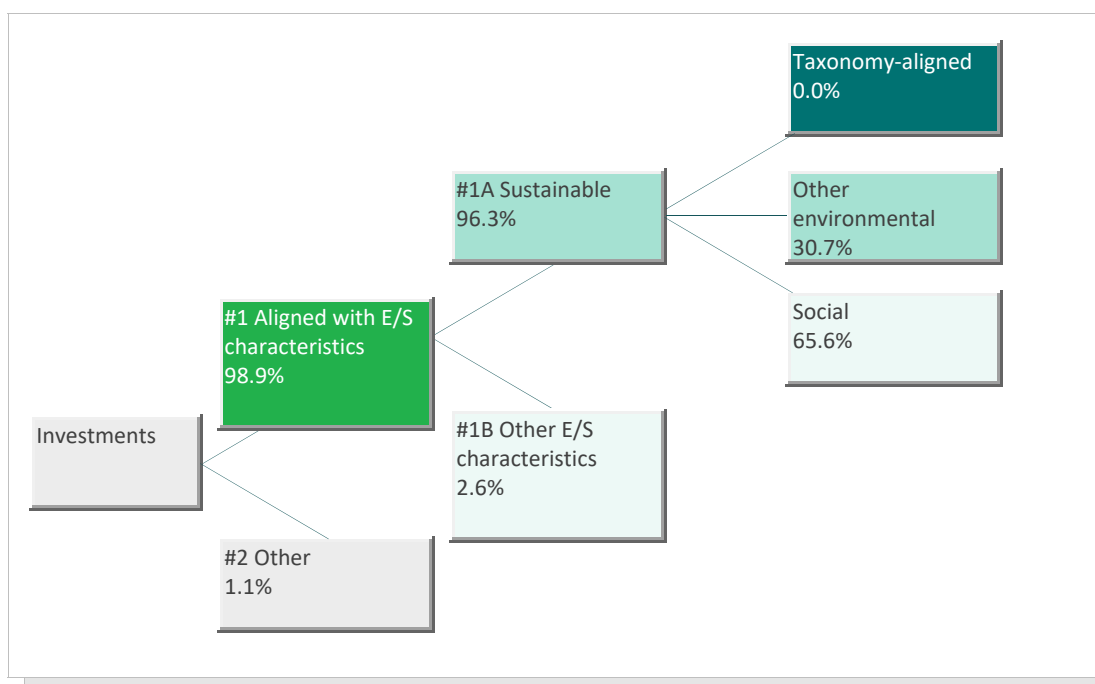 Taxonomy-aligned
0.0%
#1A Sustainable
96.3%
Other
environmental
30.7%
Social
65.6%
#1 Aligned with E/S
characteristics
98.9%
#1B Other E/S
characteristics
2.6%
Investments
#2 Other
1.1%